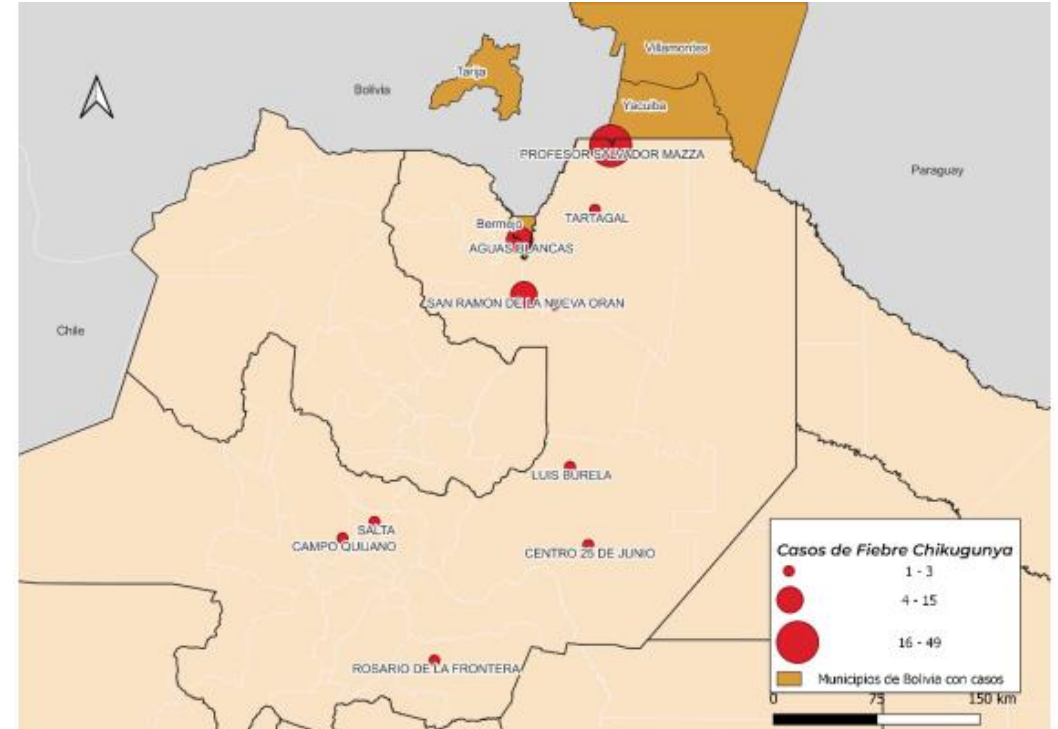 Villamontes
Tarija
Bolivia
Yacuiba
PROFESOR SALVADOR MAZZA
Paraguay
TARTAGAL
Bermejo
AGUAS BLANCAS
SAN RAMON DE LA NUEVA ORAN
Chile
LUIS BURELA
SALTA
CAMPO QUIJANO
CENTRO 25 DE JUNIO
ROSARIO DE LA FRONTERA
Casos de Fiebre Chikugunya
1 - 3
4 - 15
16 - 49
Municipios de Bolivia con casos
0 75 150 km